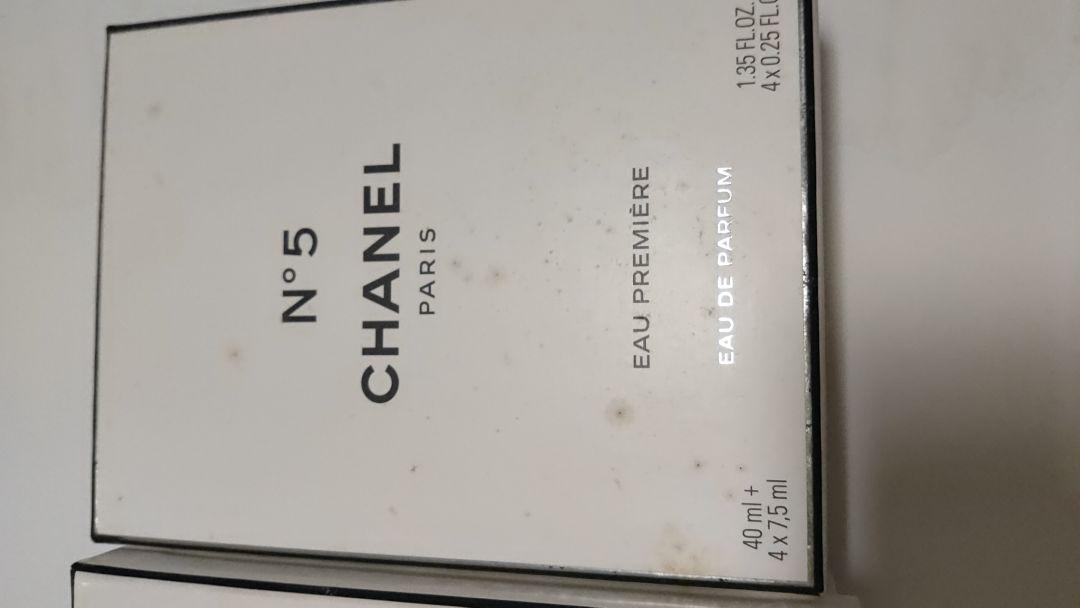 N°5
CHANEL
PARIS
EAU PREMIÈRE
EAU DE PARFUM
40 ml +
4 x 7,5 ml
1.35 FL.OZ.
4 x 0.25 FL.